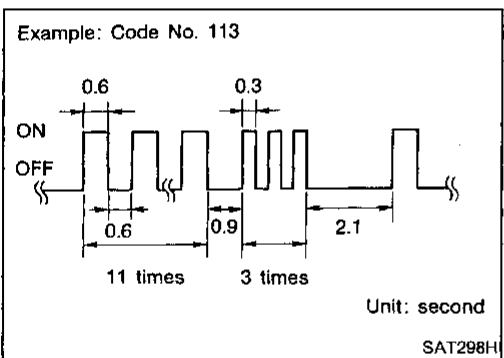 Example: Code No. 113
0.6
0.3
ON
OFF
0.6
0.9
2.1
11 times
3 times
Unit: second
SAT298H